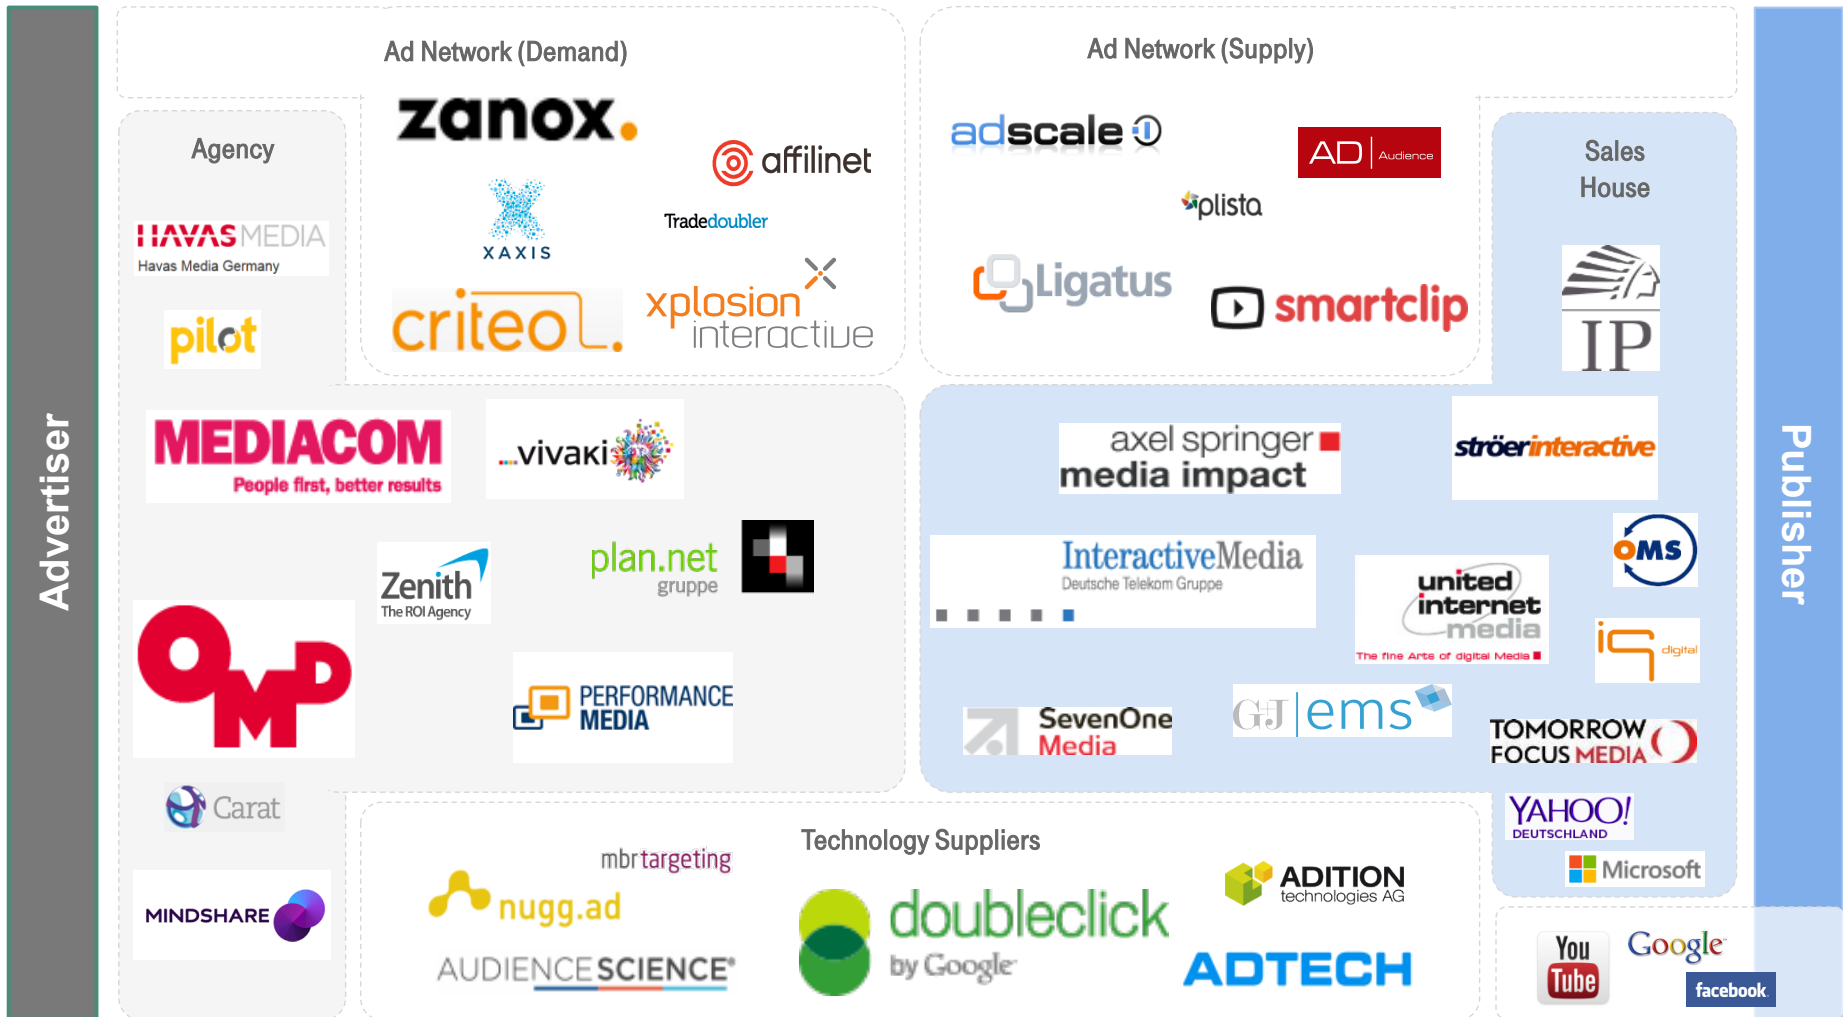 Advertiser
Ad Network (Demand)
zanox.
affilinet
XAXIS
Tradedoubler
criteo
xplosion
interactive
Ad Network (Supply)
adscale
AD | Audience
plista
Ligatus
smartclip
Agency
HAVAS MEDIA
Havas Media Germany
pilot
MEDIACOM
People first, better results
vivaki
Zenith
The ROI Agency
plan.net
gruppe
OMD
PERFORMANCE
MEDIA
Carat
MINDSHARE
Sales
House
IP
axel springer
media impact
ströerinteractive
InteractiveMedia
Deutsche Telekom Gruppe
united
internet
media
The fine Arts of digital Media
OMS
iq digital
SevenOne
Media
G+J | ems
TOMORROW
FOCUS MEDIA
YAHOO!
DEUTSCHLAND
Microsoft
Technology Suppliers
mbrtargeting
nugg.ad
AUDIENCESCIENCE®
doubleclick
by Google
ADITION
technologies AG
ADTECH
You
Tube
Google
facebook
Publisher